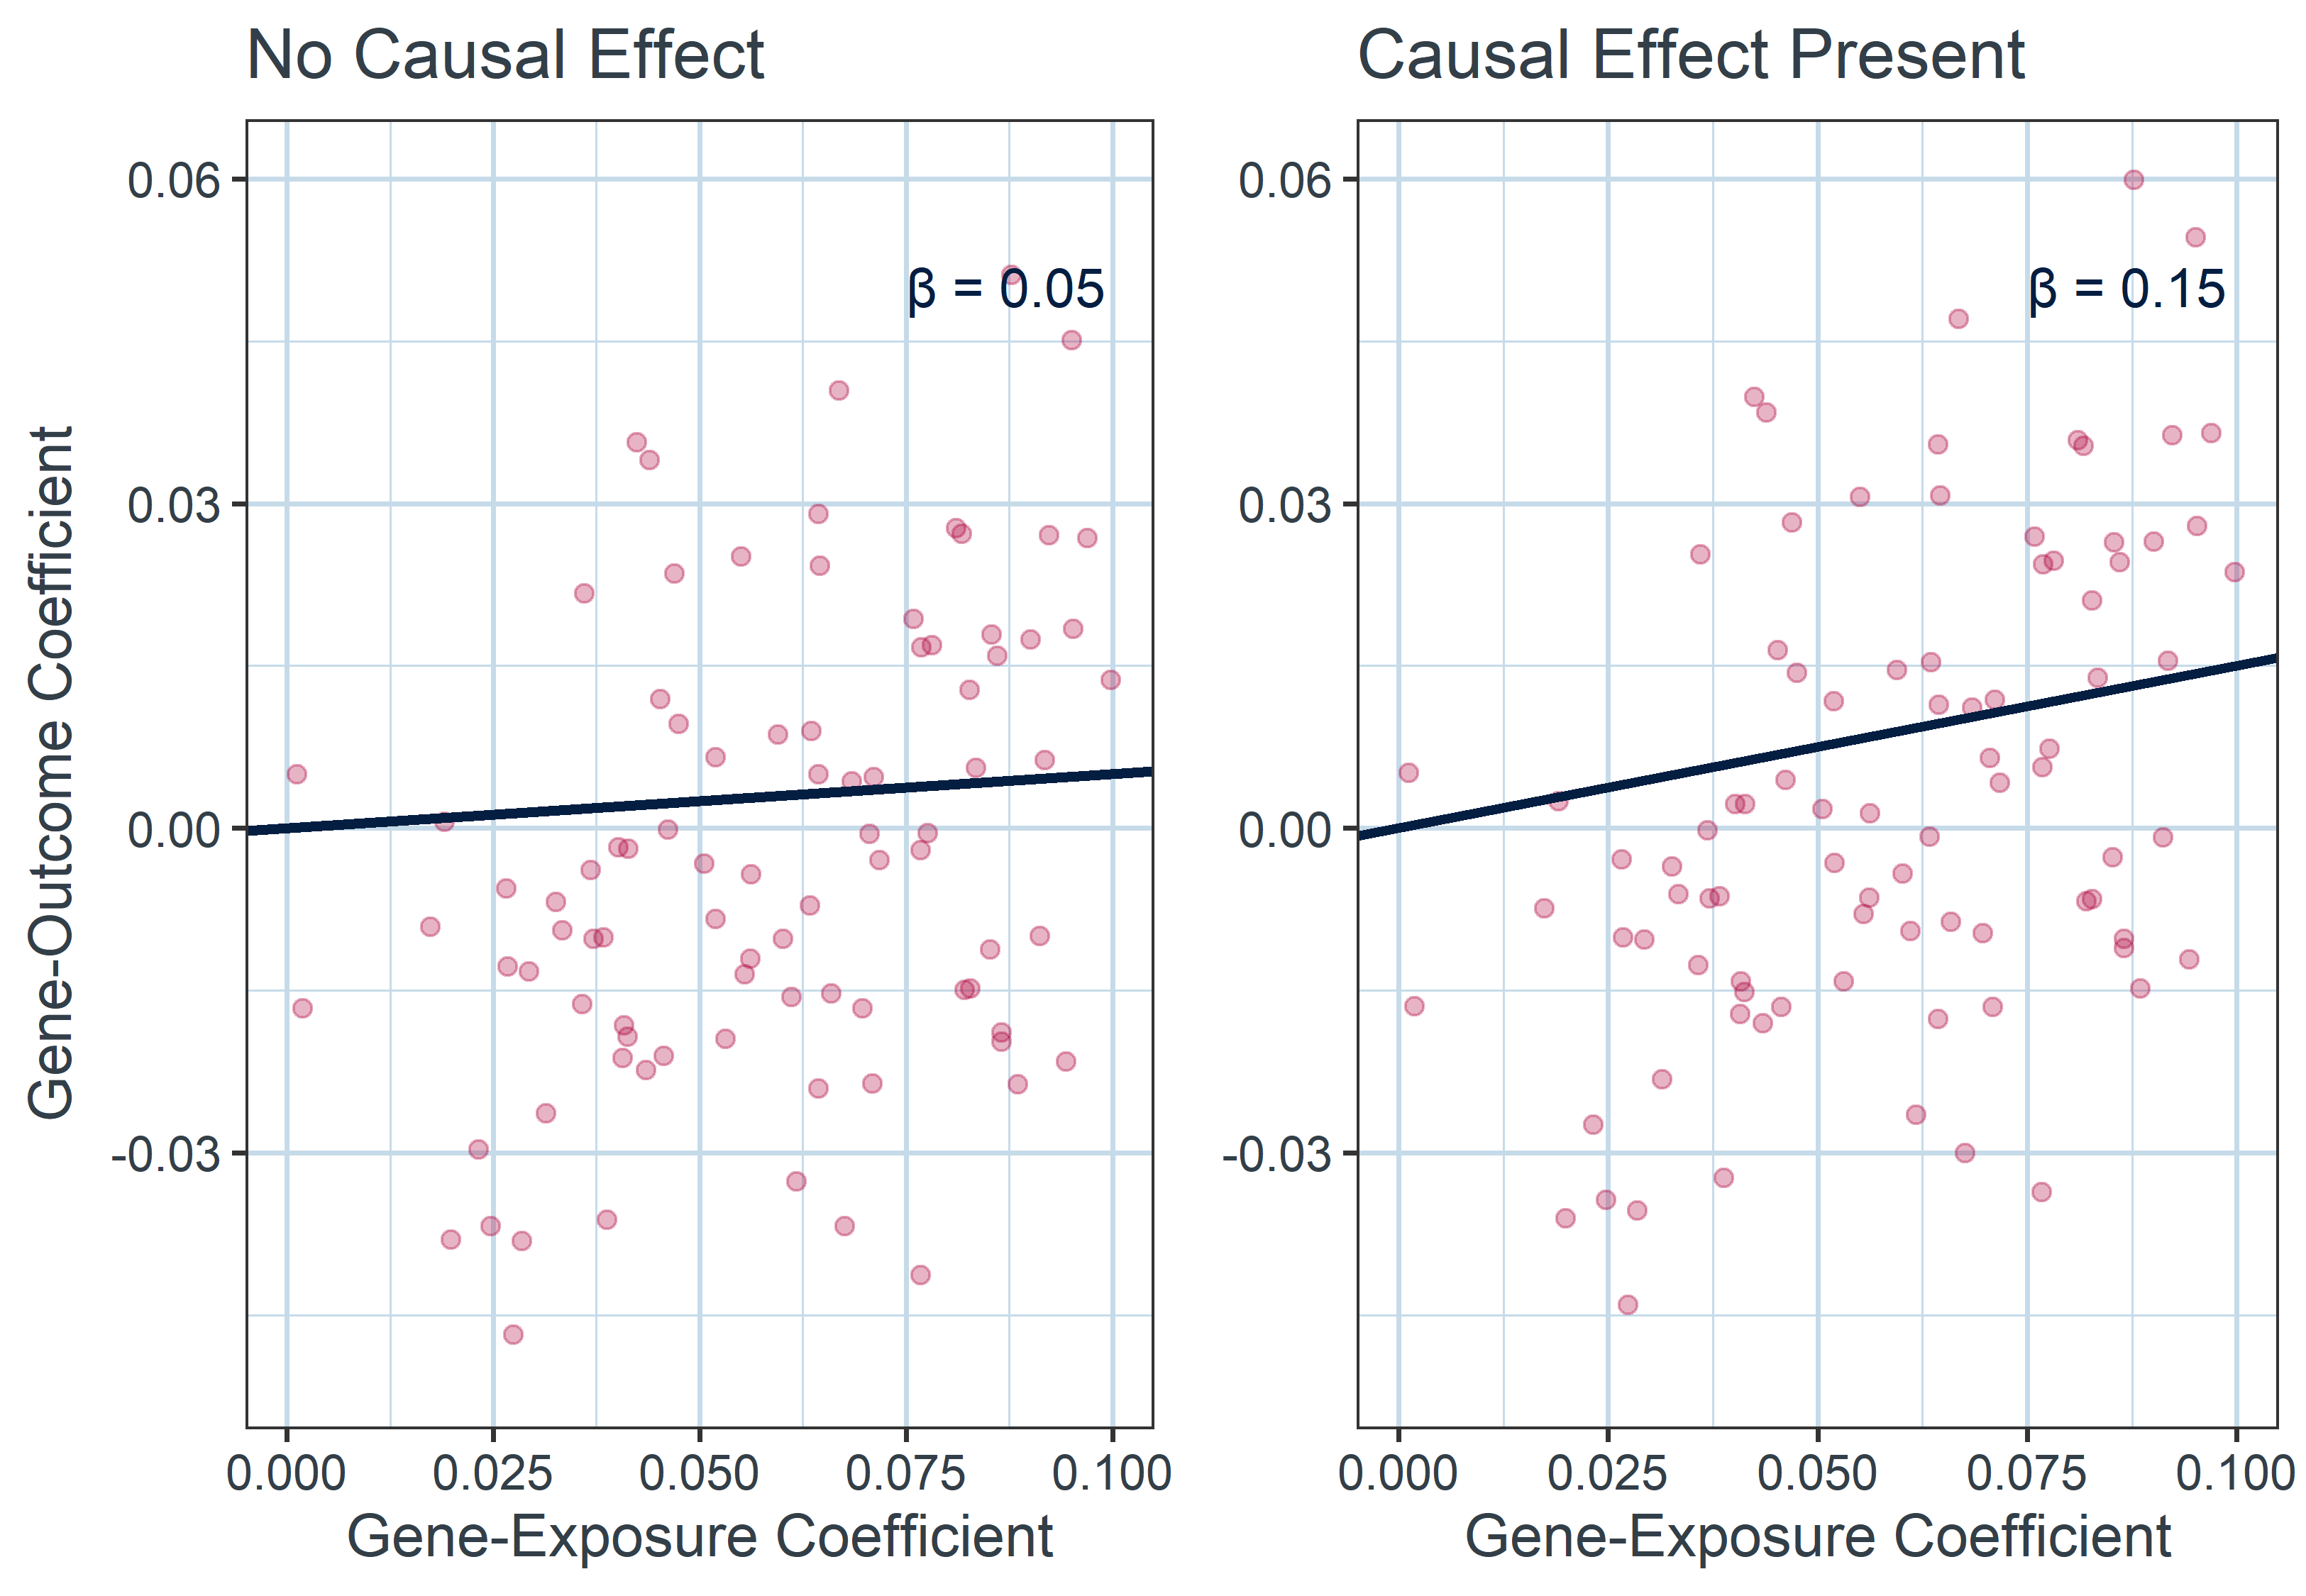 No Causal Effect
Gene-Outcome Coefficient
0.06
0.03
0.00
-0.03
β = 0.05
0.000 0.025 0.050 0.075 0.100
Gene-Exposure Coefficient
Causal Effect Present
0.06
0.03
0.00
-0.03
β = 0.15
0.000 0.025 0.050 0.075 0.100
Gene-Exposure Coefficient